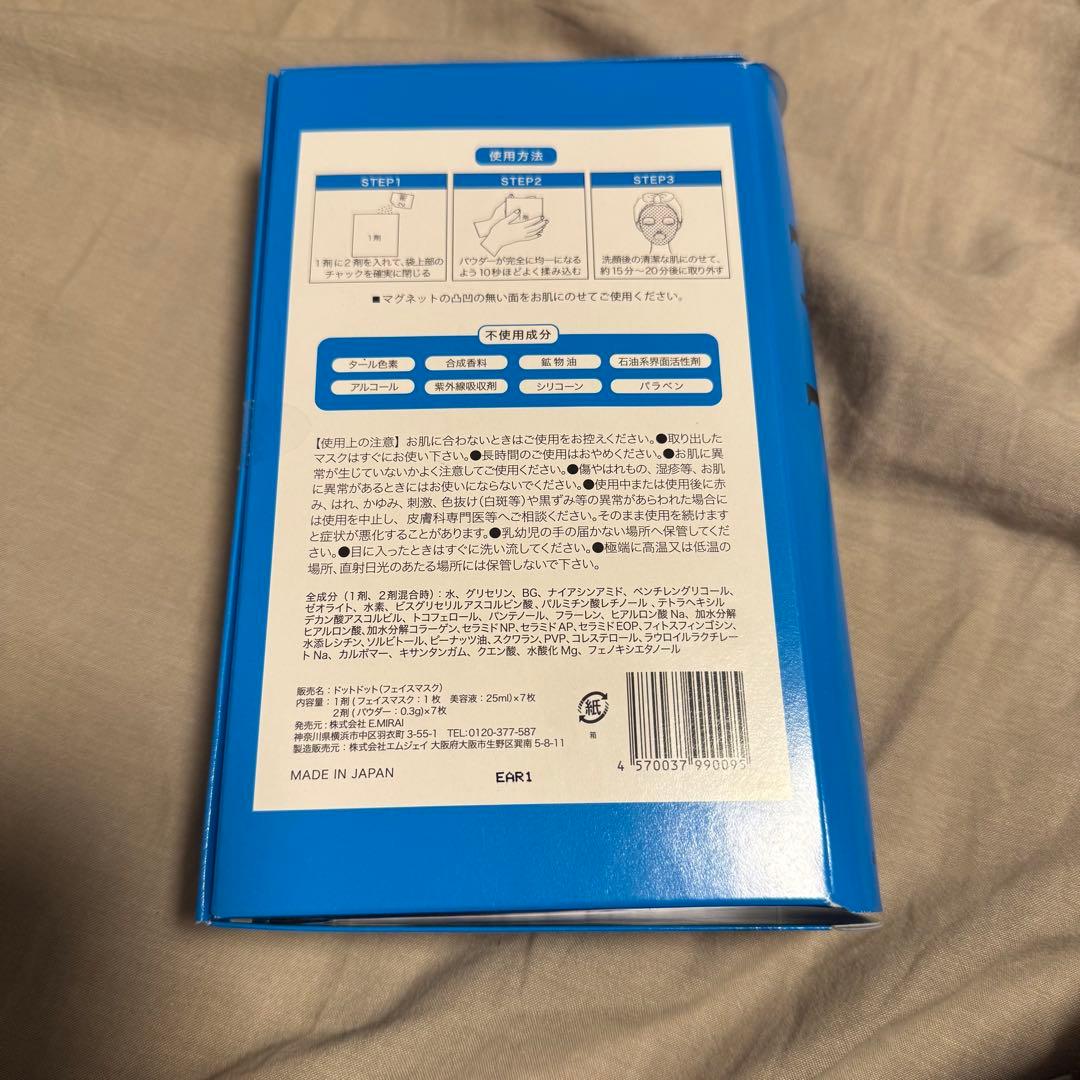 使用方法
STEP1
2剤
1剤
1剤に2剤を入れて、袋上部の
チャックを確実に閉じる
STEP2
パウダーが完全に均一になる
よう10秒ほどよく揉み込む
STEP3
洗顔後の清潔な肌にのせて、
約15分〜20分後に取り外す
■マグネットの凸凹の無い面をお肌にのせてご使用ください。
不使用成分
タール色素 合成香料 鉱物油 石油系界面活性剤
アルコール 紫外線吸収剤 シリコーン パラベン
【使用上の注意】お肌に合わないときはご使用をお控えください。●取り出した
マスクはすぐにお使い下さい。●長時間のご使用はおやめください。●お肌に異
常が生じていないかよく注意してご使用ください。●傷やはれもの、湿疹等、お肌
に異常があるときにはお使いにならないでください。●使用中または使用後に赤
み、はれ、かゆみ、刺激、色抜け(白斑等)や黒ずみ等の異常があらわれた場合に
は使用を中止し、皮膚科専門医等へご相談ください。そのまま使用を続けます
と症状が悪化することがあります。●乳幼児の手の届かない場所へ保管してくだ
さい。●目に入ったときはすぐに洗い流してください。●極端に高温又は低温の
場所、直射日光のあたる場所には保管しないで下さい。
全成分(1剤、2剤混合時):水、グリセリン、BG、ナイアシンアミド、ペンチレングリコール、
ゼオライト、水素、ビスグリセリルアスコルビン酸、パルミチン酸レチノール、テトラヘキシル
デカン酸アスコルビル、トコフェロール、パンテノール、フラーレン、ヒアルロン酸Na、加水分解
ヒアルロン酸、加水分解コラーゲン、セラミドNP、セラミドAP、セラミドEOP、フィトスフィンゴシン、
水添レシチン、ソルビトール、ピーナッツ油、スクワラン、PVP、コレステロール、ラウロイルラクチレー
トNa、カルボマー、キサンタンガム、クエン酸、水酸化Mg、フェノキシエタノール
販売名:ドットドット(フェイスマスク)
内容量:1剤(フェイスマスク:1枚 美容液:25ml)×7枚
2剤(パウダー:0.3g)×7枚
発売元:株式会社 E.MIRAI
神奈川県横浜市中区羽衣町3-55-1 TEL:0120-377-587
製造販売元:株式会社エムジェイ 大阪府大阪市生野区巽南5-8-11
紙
箱
4 570037 990095
MADE IN JAPAN
EAR1